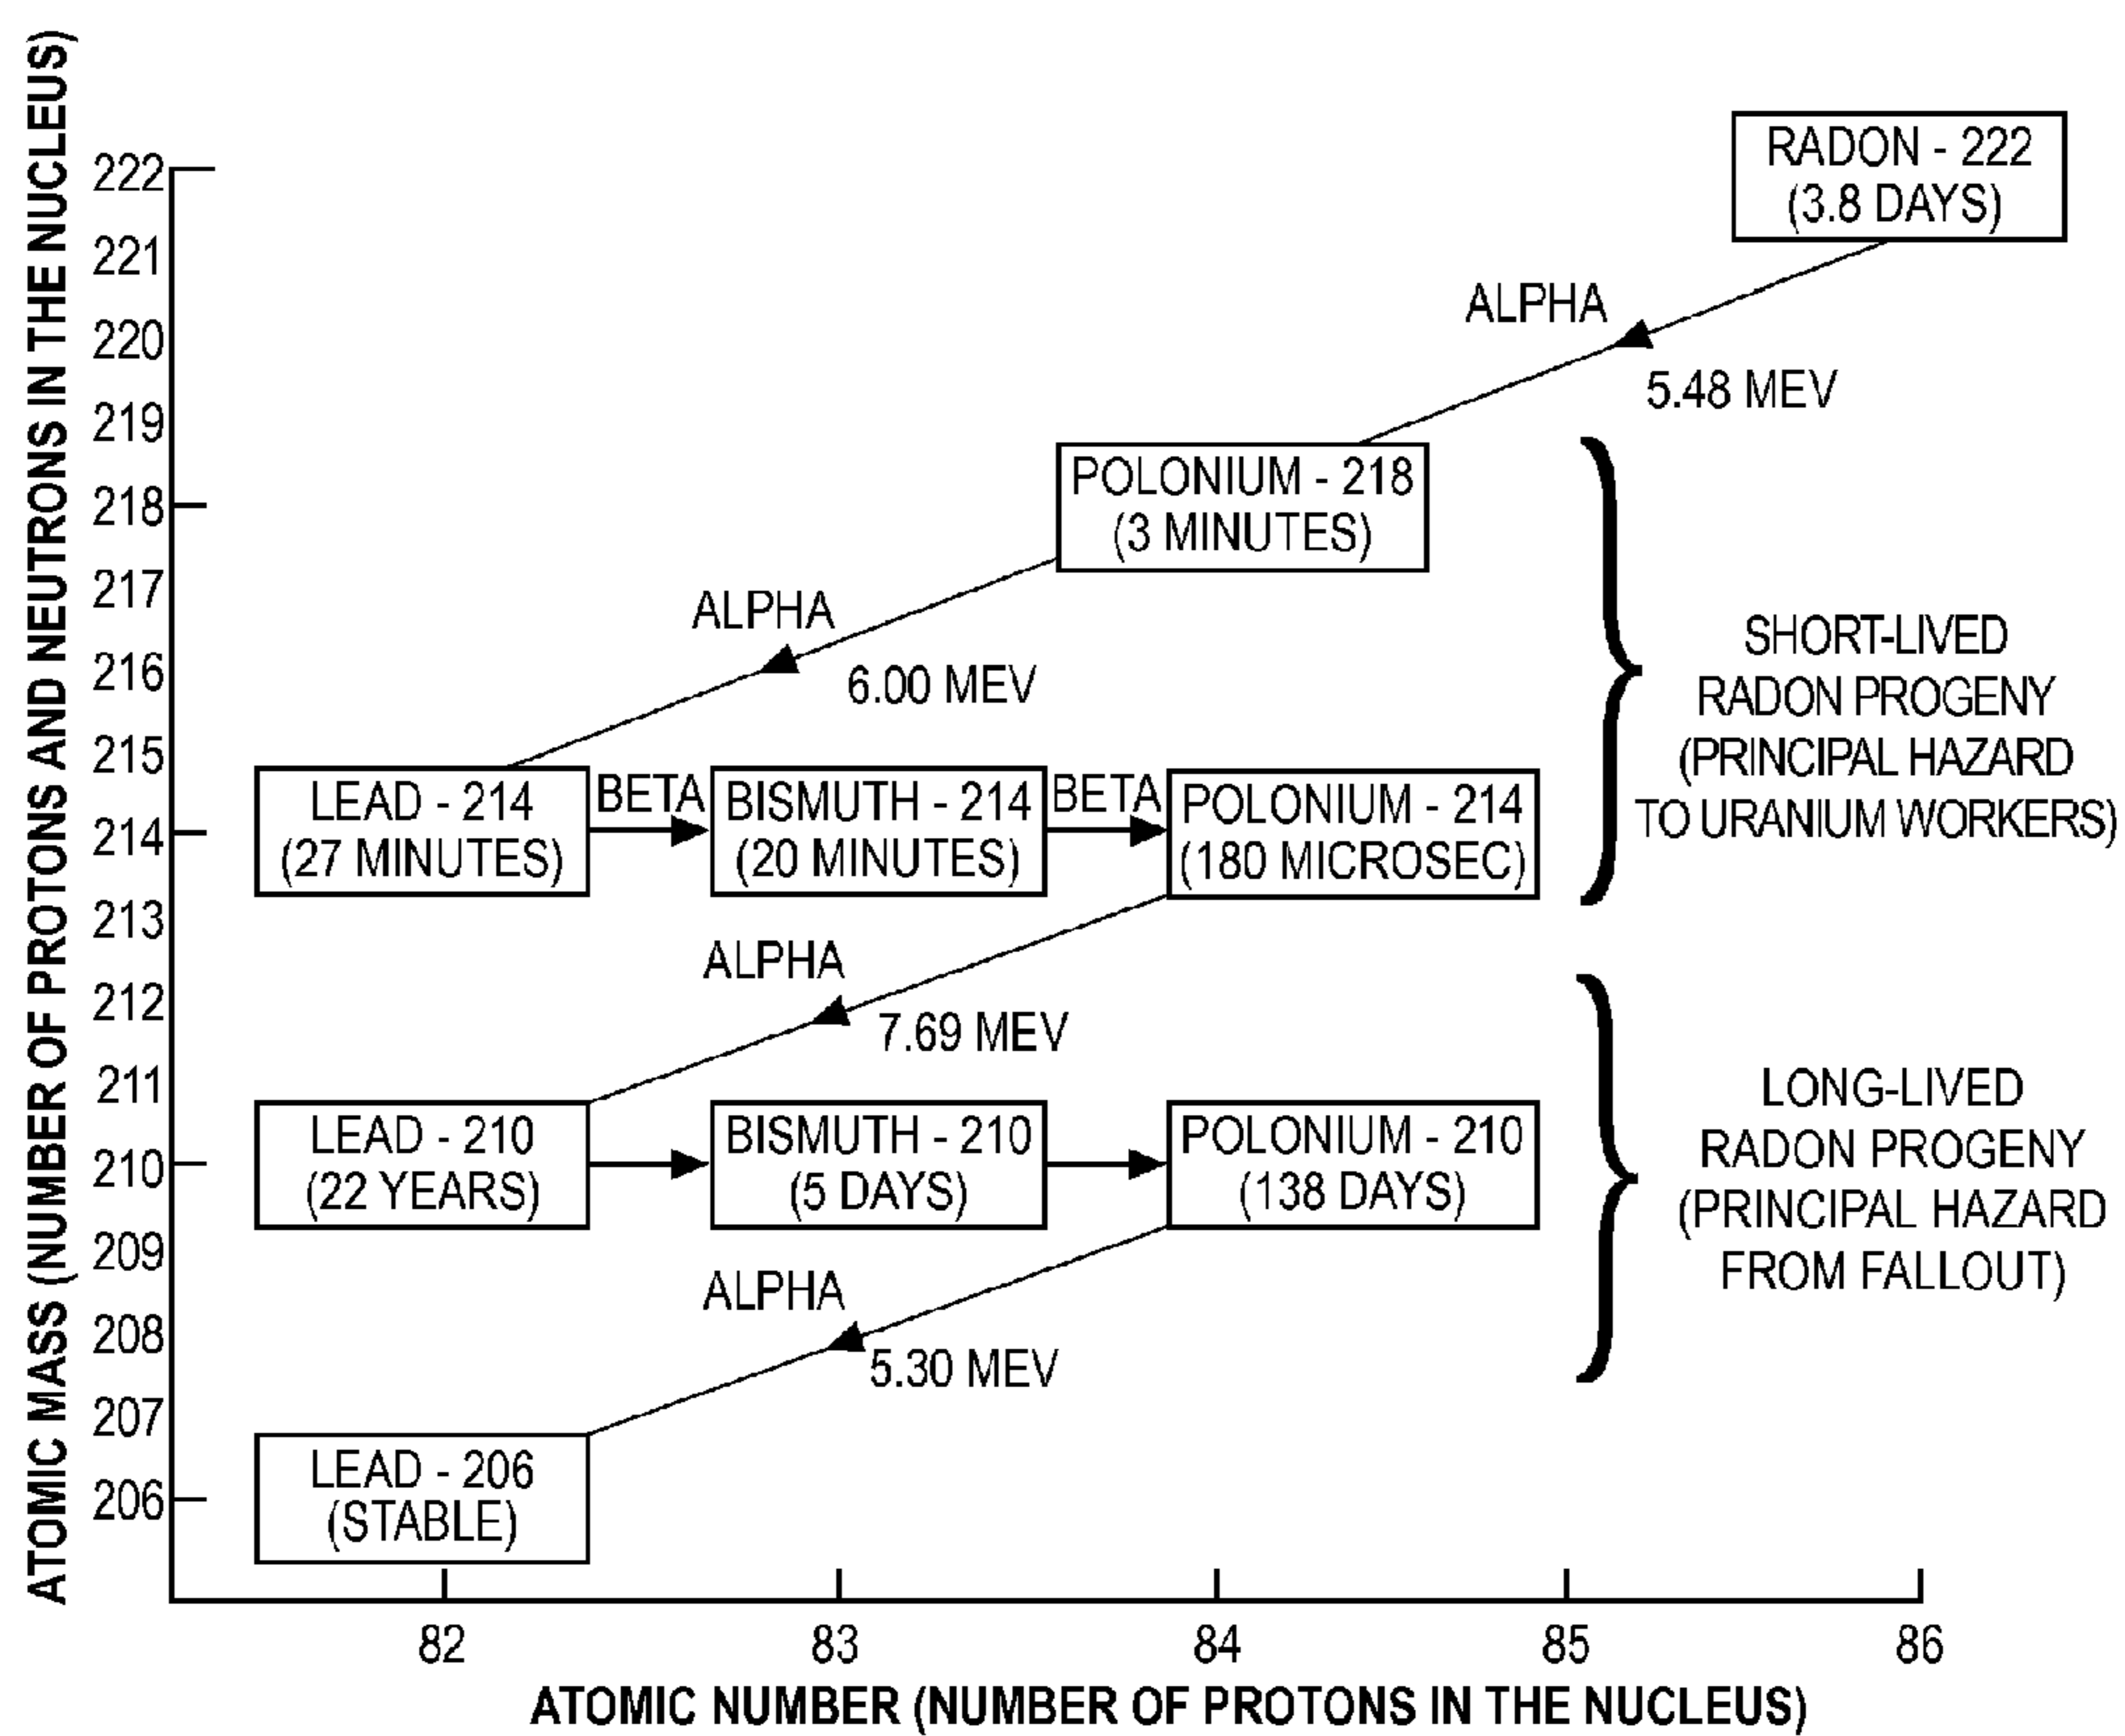 ATOMIC MASS (NUMBER OF PROTONS AND NEUTRONS IN THE NUCLEUS)
222
221
220
219
218
217
216
215
214
213
212
211
210
209
208
207
206
RADON - 222
(3.8 DAYS)
ALPHA
5.48 MEV
POLONIUM - 218
(3 MINUTES)
ALPHA
6.00 MEV
LEAD - 214
(27 MINUTES)
BETA
BISMUTH - 214
(20 MINUTES)
BETA
POLONIUM - 214
(180 MICROSEC)
SHORT-LIVED
RADON PROGENY
(PRINCIPAL HAZARD
TO URANIUM WORKERS)
ALPHA
7.69 MEV
LEAD - 210
(22 YEARS)
BISMUTH - 210
(5 DAYS)
POLONIUM - 210
(138 DAYS)
LONG-LIVED
RADON PROGENY
(PRINCIPAL HAZARD
FROM FALLOUT)
ALPHA
5.30 MEV
LEAD - 206
(STABLE)
82
83
84
85
86
ATOMIC NUMBER (NUMBER OF PROTONS IN THE NUCLEUS)